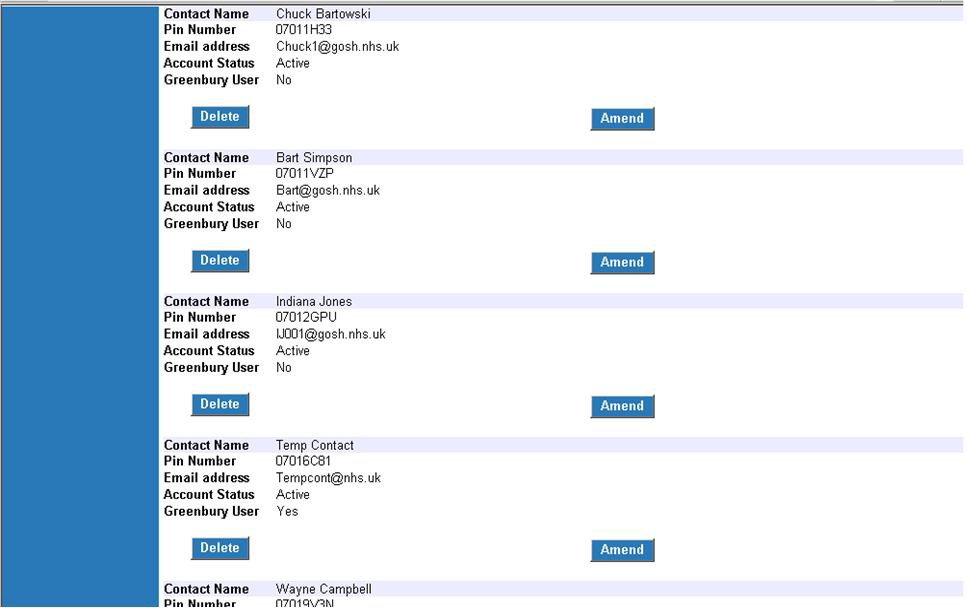 Contact Name Chuck Bartowski
Pin Number 07011H33
Email address Chuck1@gosh.nhs.uk
Account Status Active
Greenbury User No
Delete Amend
Contact Name Bart Simpson
Pin Number 07011VZP
Email address Bart@gosh.nhs.uk
Account Status Active
Greenbury User No
Delete Amend
Contact Name Indiana Jones
Pin Number 07012GPU
Email address IJ001@gosh.nhs.uk
Account Status Active
Greenbury User No
Delete Amend
Contact Name Temp Contact
Pin Number 07016C81
Email address Tempcont@nhs.uk
Account Status Active
Greenbury User Yes
Delete Amend
Contact Name Wayne Campbell
Pin Number 07019V3N